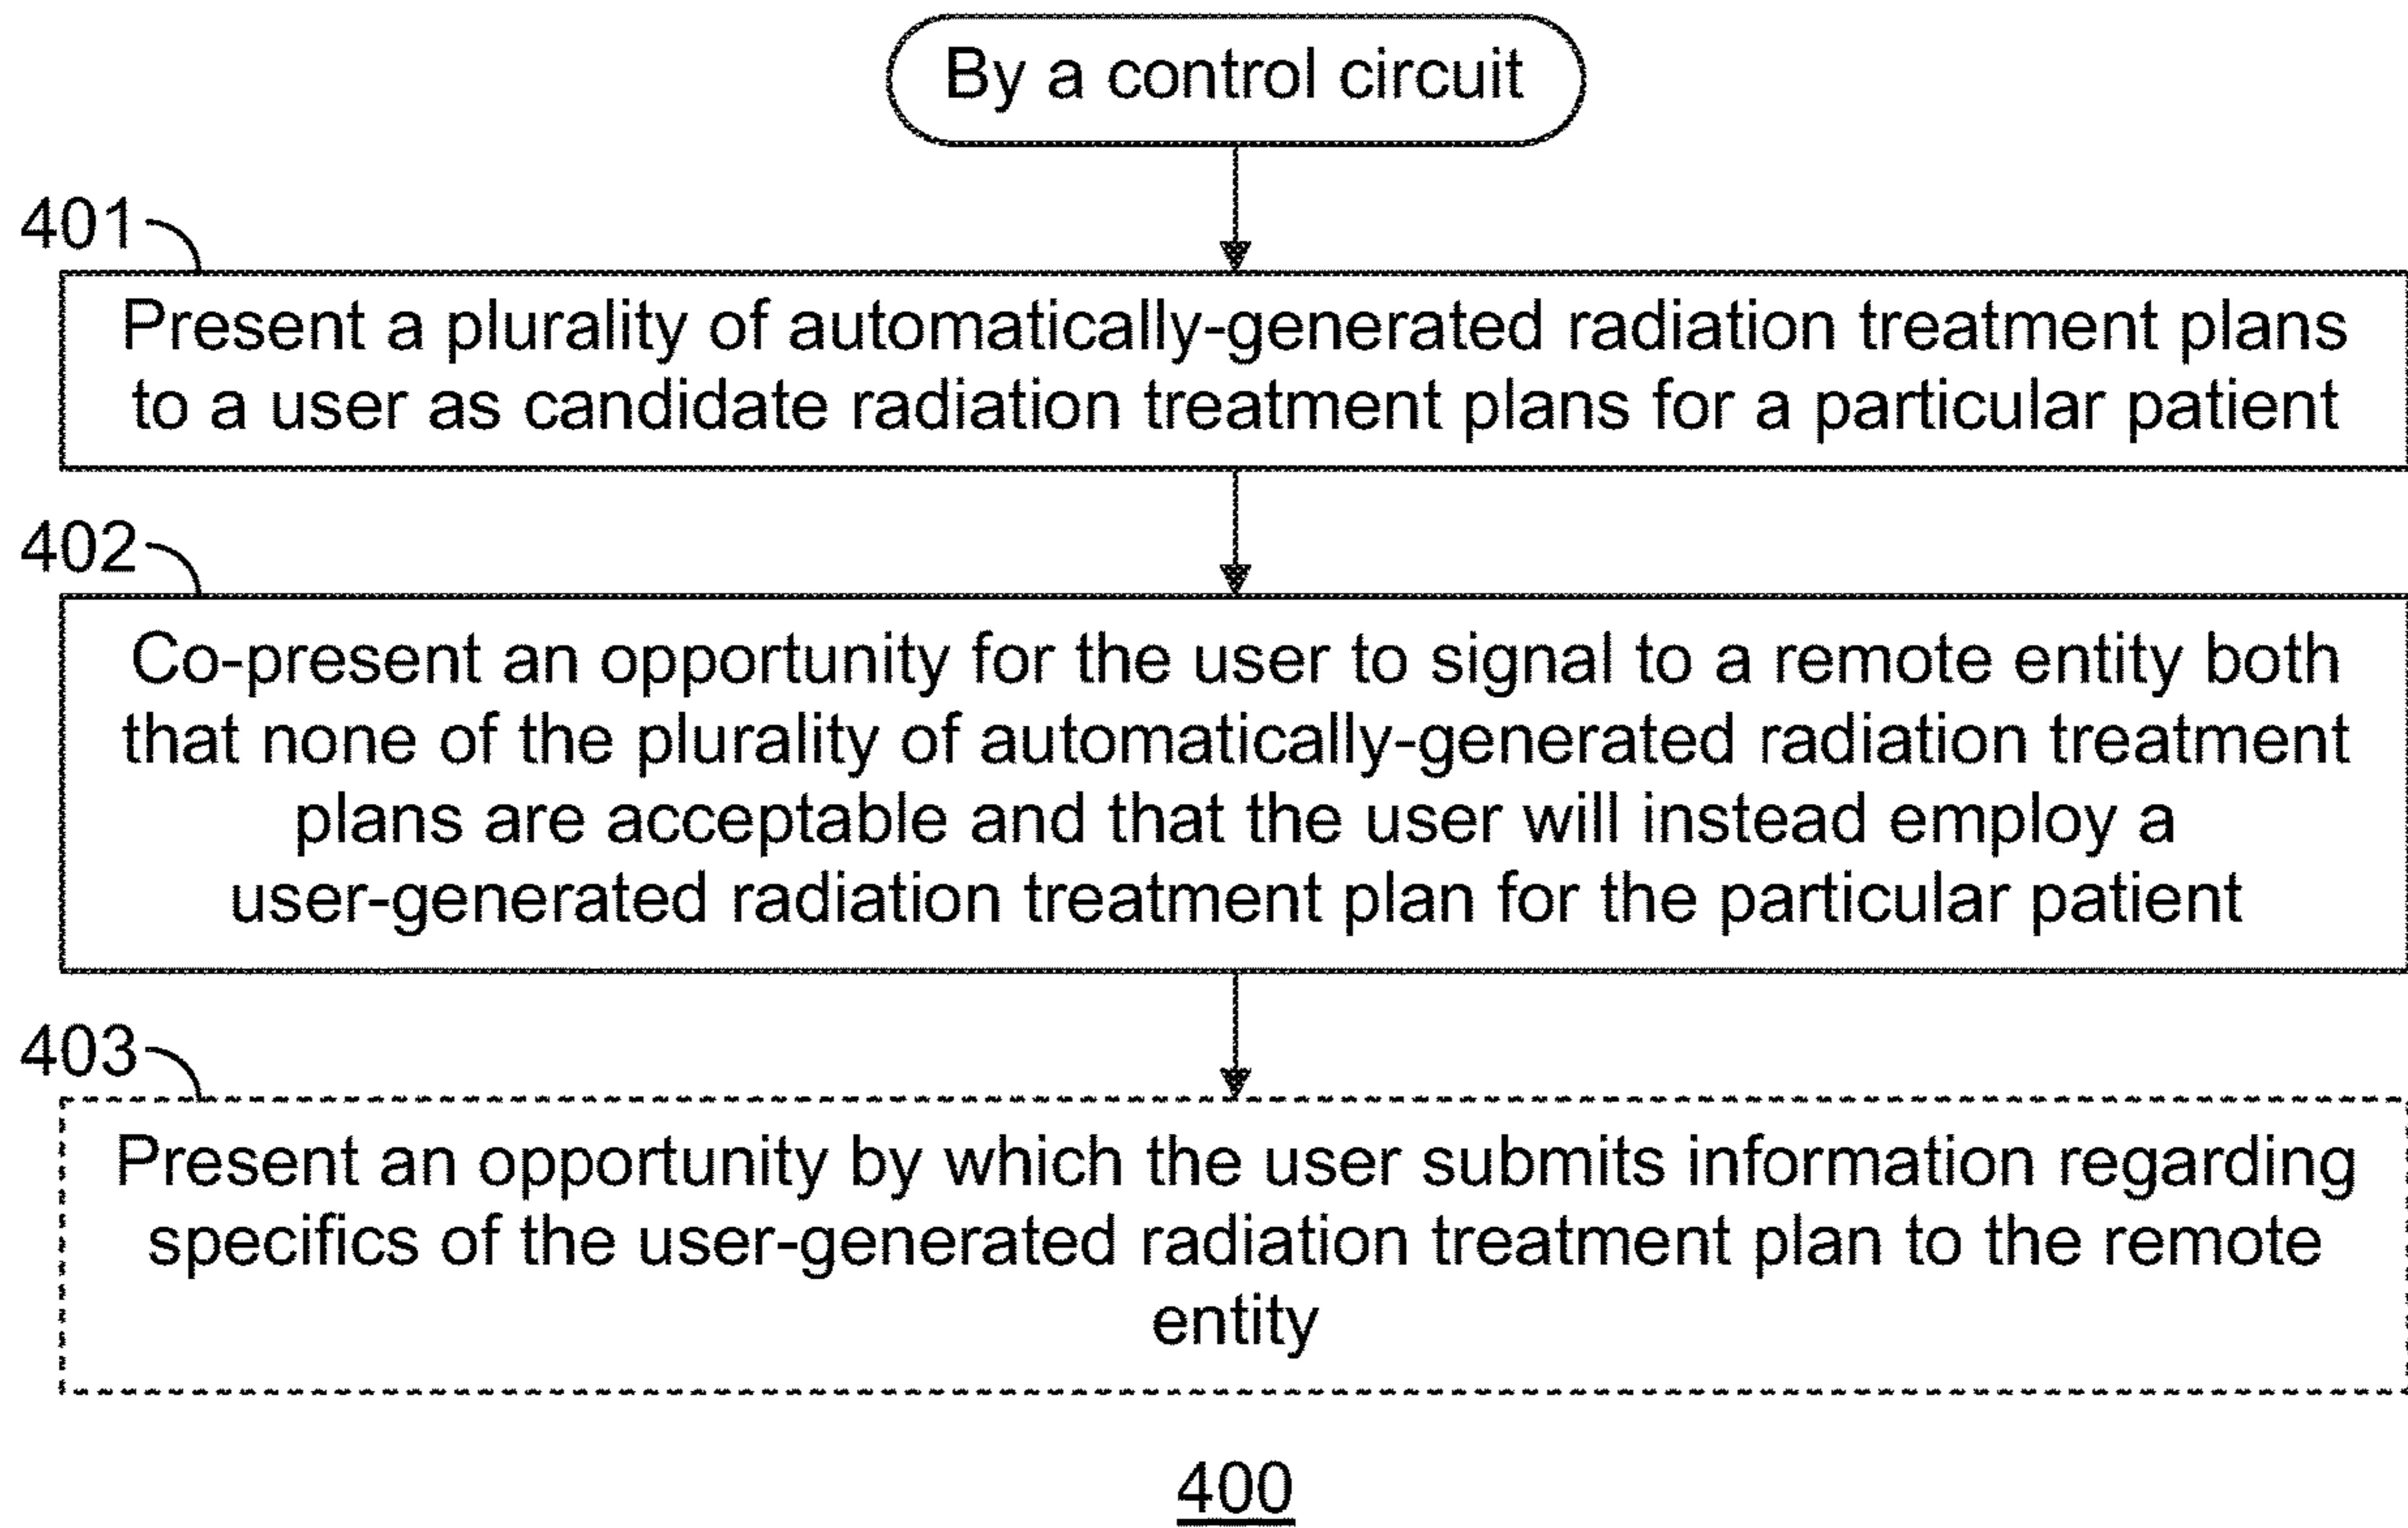 By a control circuit
401
Present a plurality of automatically-generated radiation treatment plans
to a user as candidate radiation treatment plans for a particular patient
402
Co-present an opportunity for the user to signal to a remote entity both
that none of the plurality of automatically-generated radiation treatment
plans are acceptable and that the user will instead employ a
user-generated radiation treatment plan for the particular patient
403
Present an opportunity by which the user submits information regarding
specifics of the user-generated radiation treatment plan to the remote
entity
400